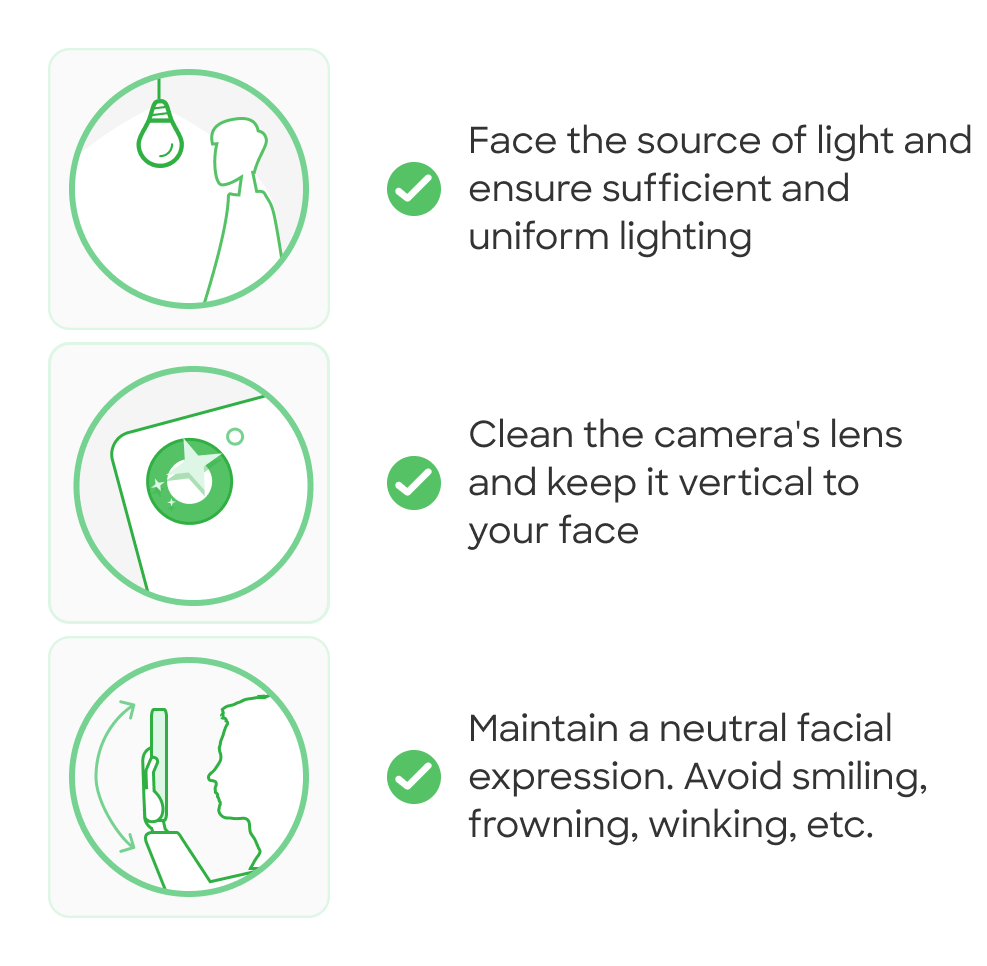 Face the source of light and
ensure sufficient and
uniform lighting
Clean the camera's lens
and keep it vertical to
your face
Maintain a neutral facial
expression. Avoid smiling,
frowning, winking, etc.